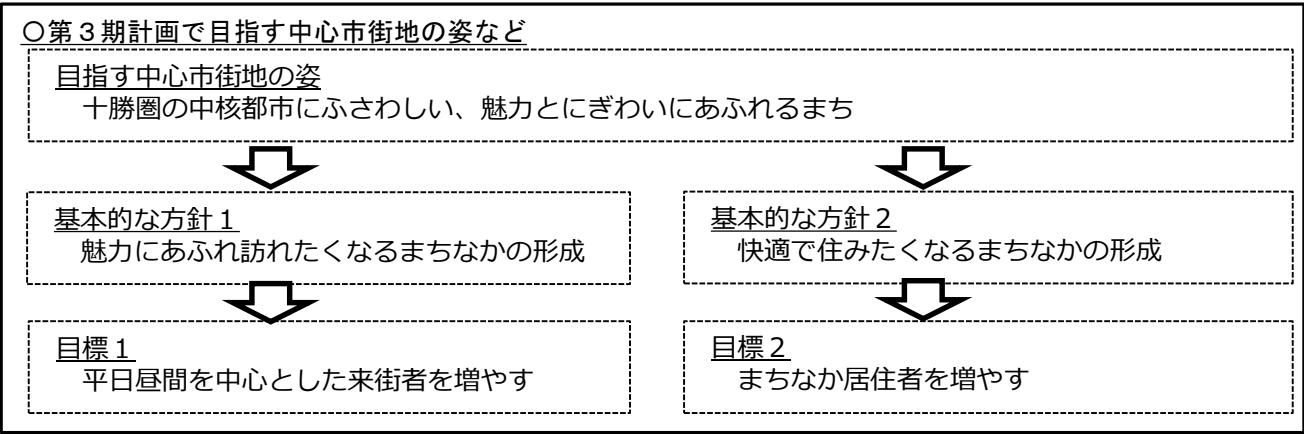 〇第３期計画で目指す中心市街地の姿など
目指す中心市街地の姿
十勝圏の中核都市にふさわしい、魅力とにぎわいにあふれるまち
基本的な方針１
魅力にあふれ訪れたくなるまちなかの形成
基本的な方針２
快適で住みたくなるまちなかの形成
目標１
平日昼間を中心とした来街者を増やす
目標２
まちなか居住者を増やす